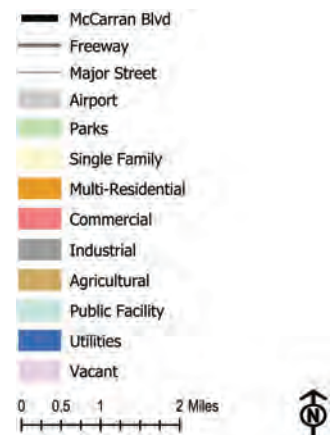 McCarran Blvd
Freeway
Major Street
Airport
Parks
Single Family
Multi-Residential
Commercial
Industrial
Agricultural
Public Facility
Utilities
Vacant
0 0.5 1 2 Miles
N